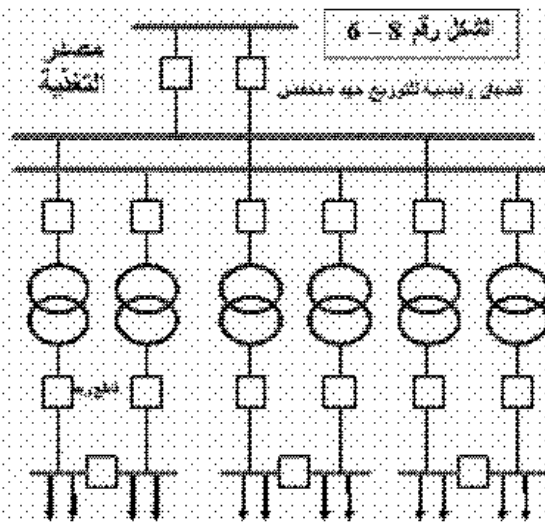 الشكل رقم 8 – 6
مصدر
التغذية
قضبان رئيسية للتوزيع جهد منخفض